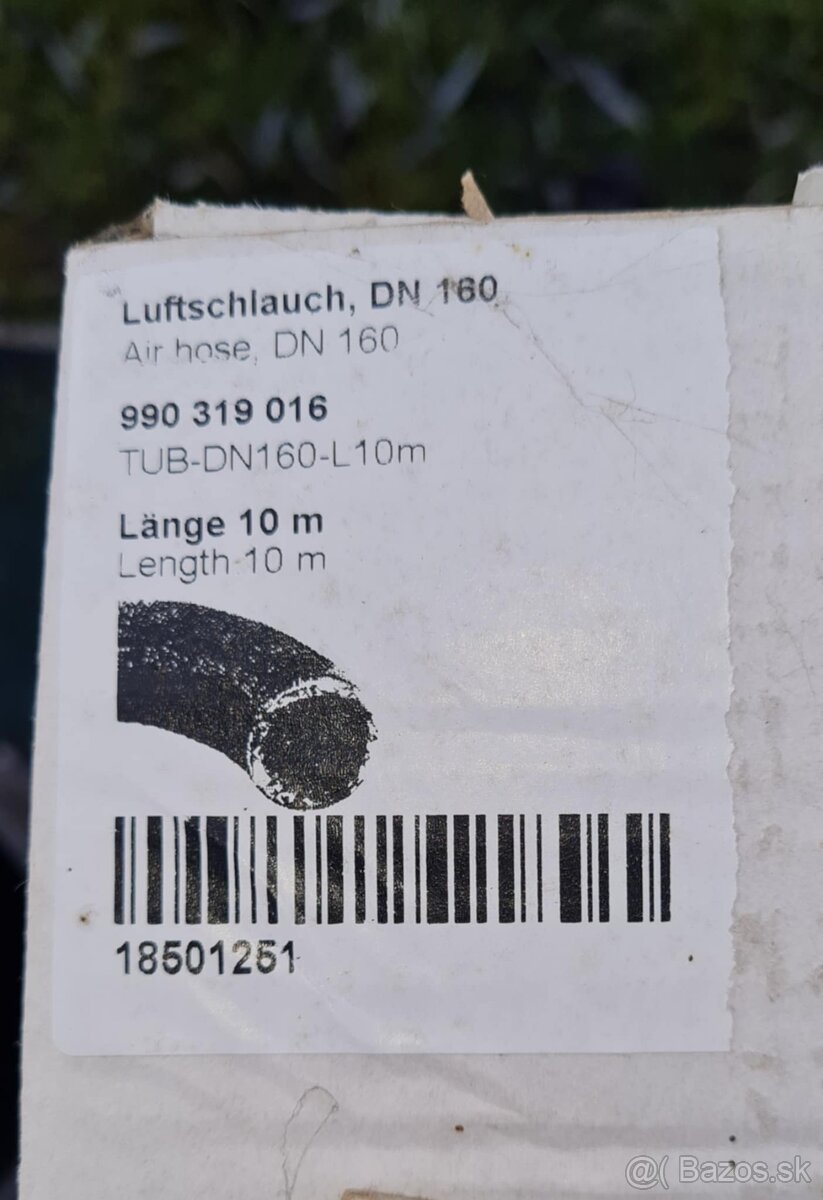 Luftschlauch, DN 160
Air hose, DN 160
990 319 016
TUB-DN160-L10m
Länge 10 m
Length 10 m
18501251
@( Bazos.sk